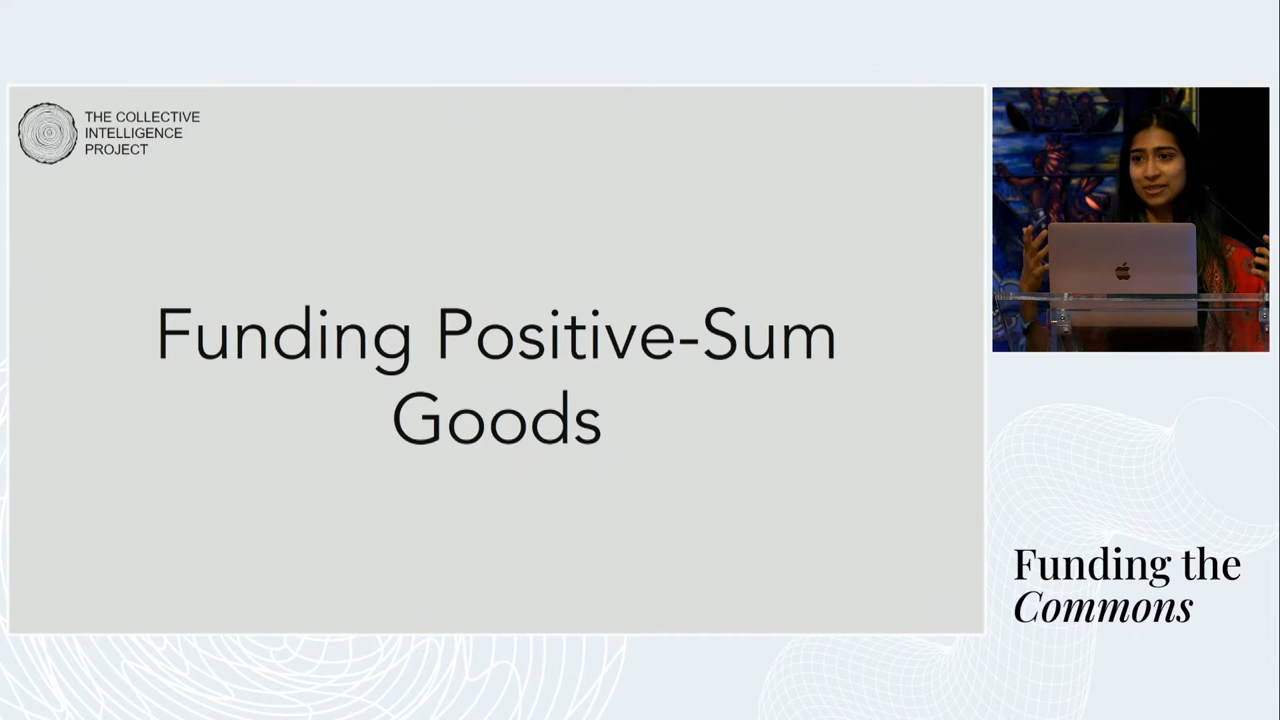 THE COLLECTIVE
INTELLIGENCE
PROJECT
Funding Positive-Sum
Goods
Funding the
Commons